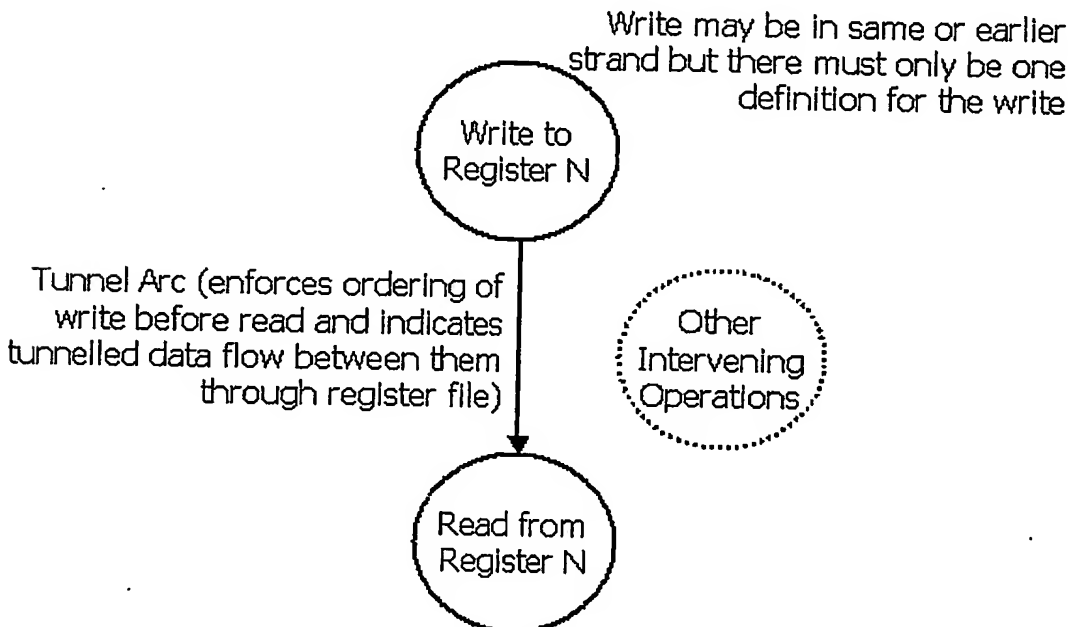 Write may be in same or earlier
strand but there must only be one
definition for the write
Write to
Register N
Tunnel Arc (enforces ordering of
write before read and indicates
tunnelled data flow between them
through register file)
Other
Intervening
Operations
Read from
Register N